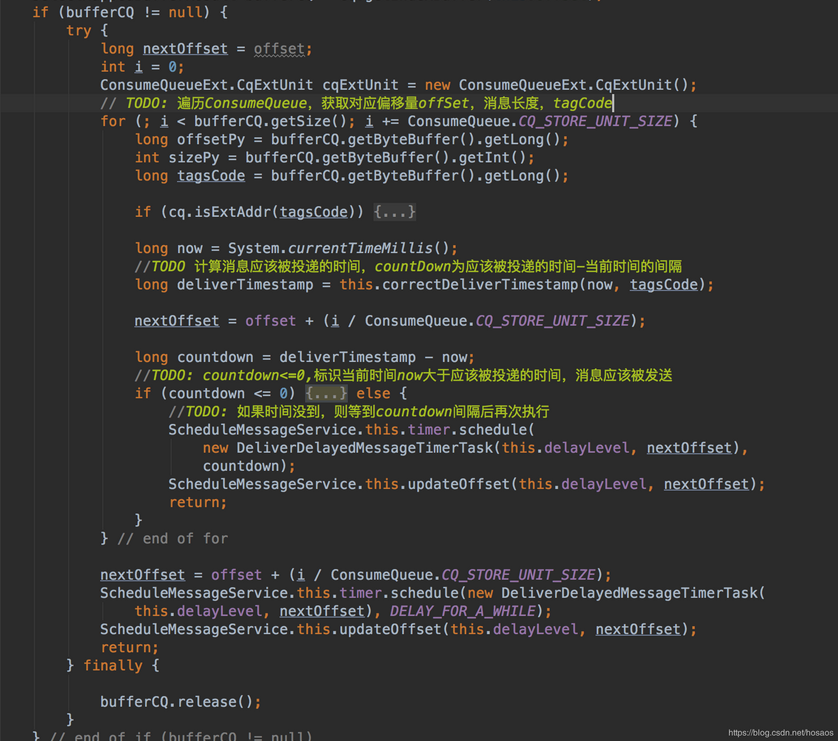 if (bufferCQ != null) {
try {
long nextOffset = offset;
int i = 0;
ConsumeQueueExt.CqExtUnit cqExtUnit = new ConsumeQueueExt.CqExtUnit();
// TODO: 遍历ConsumeQueue，获取对应偏移量offSet，消息长度，tagCode
for (; i < bufferCQ.getSize(); i += ConsumeQueue.CQ_STORE_UNIT_SIZE) {
long offsetPy = bufferCQ.getByteBuffer().getLong();
int sizePy = bufferCQ.getByteBuffer().getInt();
long tagsCode = bufferCQ.getByteBuffer().getLong();
if (cq.isExtAddr(tagsCode)) {...}
long now = System.currentTimeMillis();
//TODO 计算消息应该被投递的时间，countDown为应该被投递的时间-当前时间的间隔
long deliverTimestamp = this.correctDeliverTimestamp(now, tagsCode);
nextOffset = offset + (i / ConsumeQueue.CQ_STORE_UNIT_SIZE);
long countdown = deliverTimestamp - now;
//TODO: countdown<=0,标识当前时间now大于应该被投递的时间，消息应该被发送
if (countdown <= 0) {...} else {
//TODO: 如果时间没到，则等到countdown间隔后再次执行
ScheduleMessageService.this.timer.schedule(
new DeliverDelayedMessageTimerTask(this.delayLevel, nextOffset),
countdown);
ScheduleMessageService.this.updateOffset(this.delayLevel, nextOffset);
return;
}
} // end of for
nextOffset = offset + (i / ConsumeQueue.CQ_STORE_UNIT_SIZE);
ScheduleMessageService.this.timer.schedule(new DeliverDelayedMessageTimerTask(
this.delayLevel, nextOffset), DELAY_FOR_A_WHILE);
ScheduleMessageService.this.updateOffset(this.delayLevel, nextOffset);
return;
} finally {
bufferCQ.release();
}
} // end of if (bufferCQ != null)
https://blog.csdn.net/hosaos